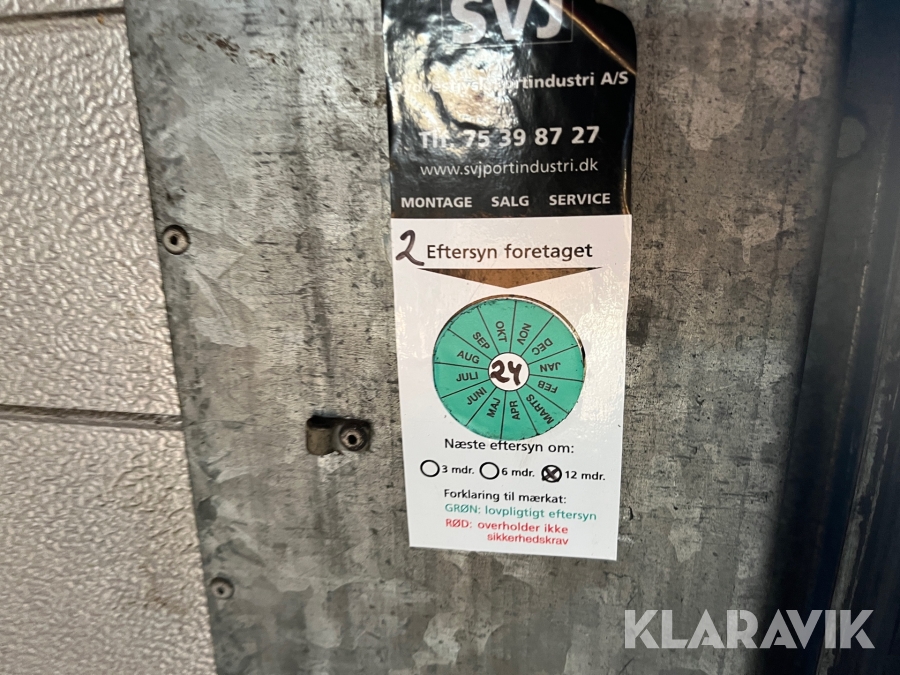 SVJ
Sydvestjysk Portindustri A/S
Tlf. 75 39 87 27
www.svjportindustri.dk
MONTAGE SALG SERVICE
2 Eftersyn foretaget
OKT
NOV
DEC
JAN
FEB
MARTS
APR
MAJ
JUNI
JULI
AUG
SEP
24
Næste eftersyn om:
3 mdr. 6 mdr. 12 mdr.
Forklaring til mærkat:
GRØN: lovpligtigt eftersyn
RØD: overholder ikke
sikkerhedskrav
KLARAVIK